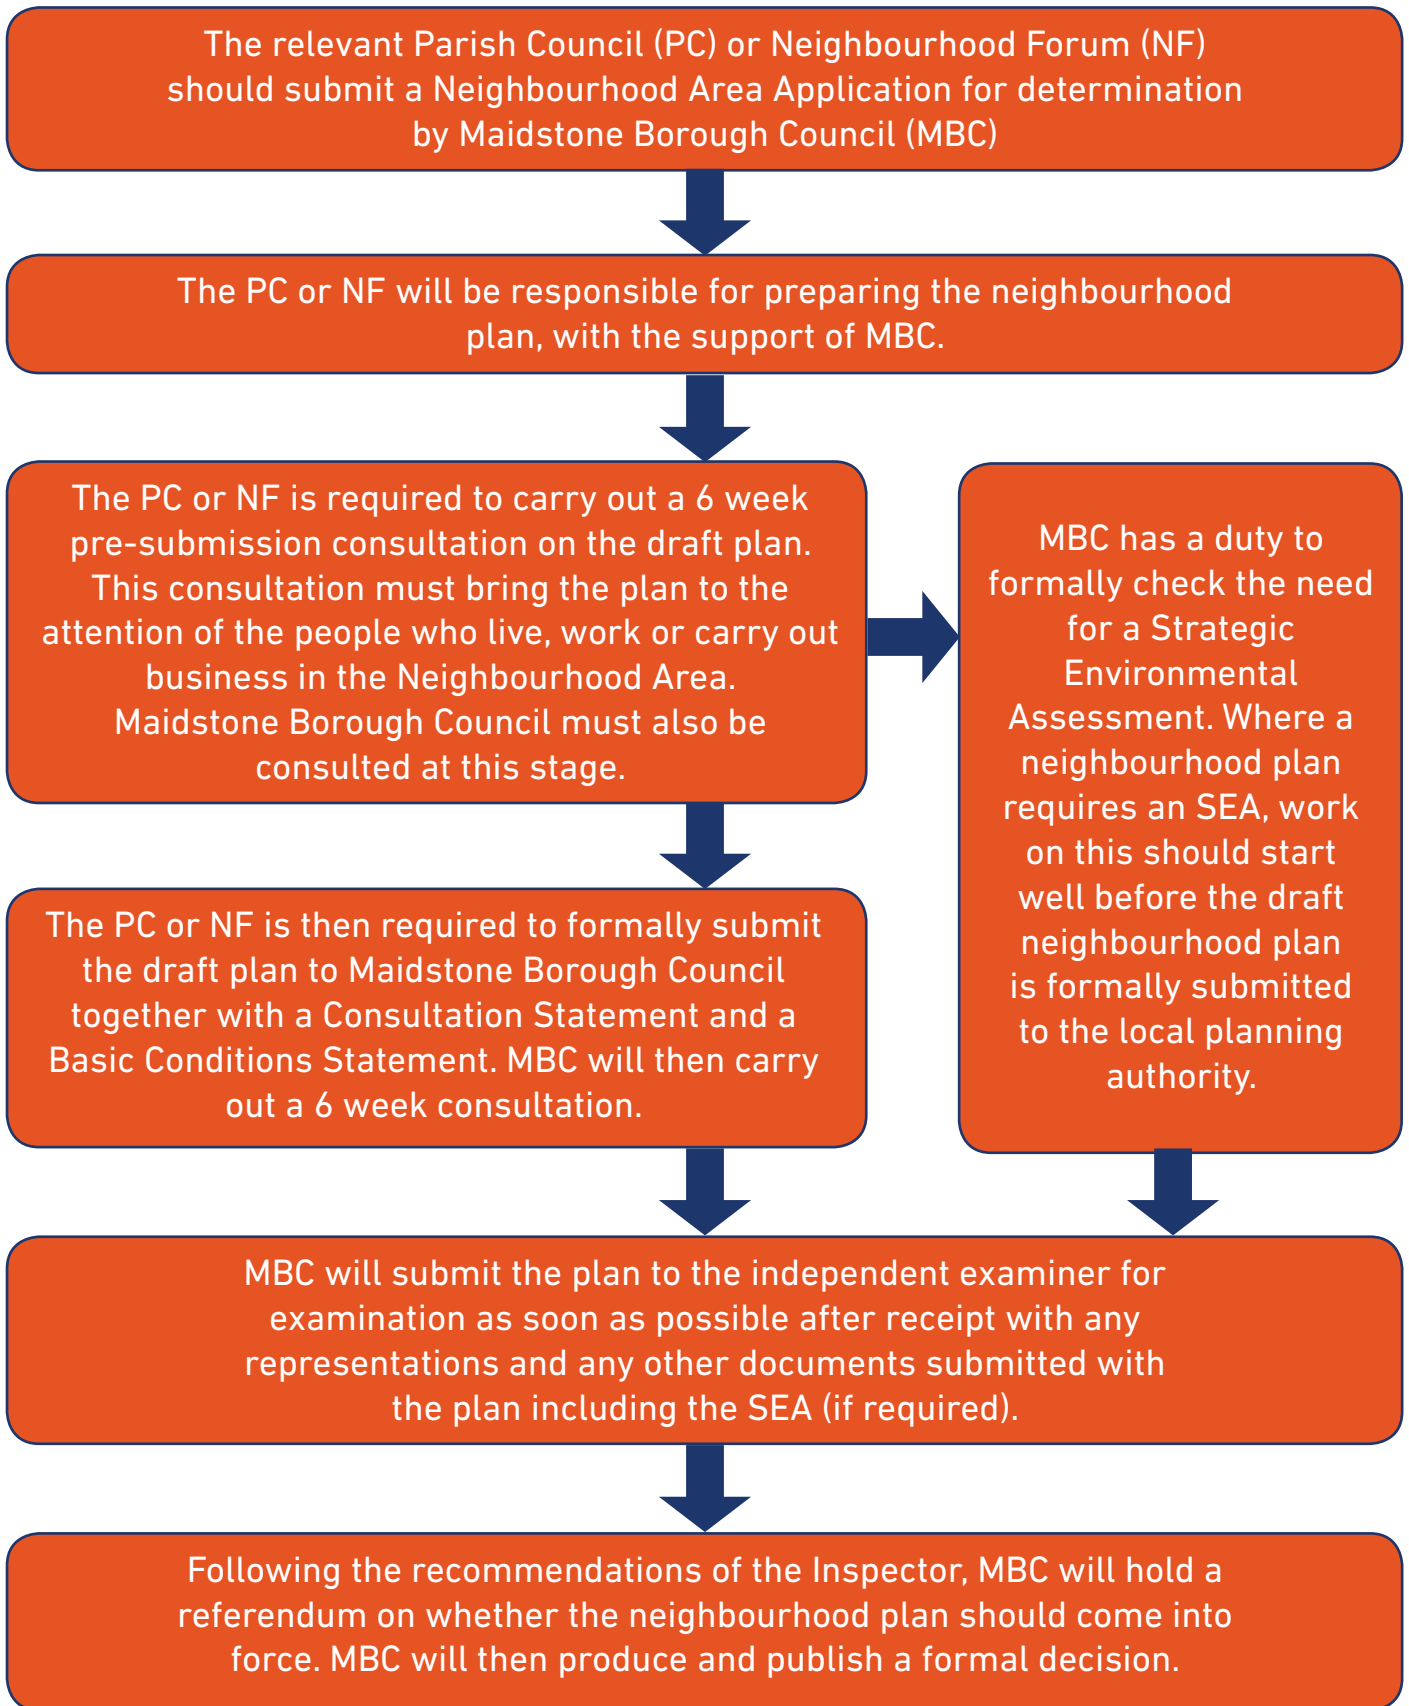 The relevant Parish Council (PC) or Neighbourhood Forum (NF)
should submit a Neighbourhood Area Application for determination
by Maidstone Borough Council (MBC)
The PC or NF will be responsible for preparing the neighbourhood
plan, with the support of MBC.
The PC or NF is required to carry out a 6 week
pre-submission consultation on the draft plan.
This consultation must bring the plan to the
attention of the people who live, work or carry out
business in the Neighbourhood Area.
Maidstone Borough Council must also be
consulted at this stage.
MBC has a duty to
formally check the need
for a Strategic
Environmental
Assessment. Where a
neighbourhood plan
requires an SEA, work
on this should start
well before the draft
neighbourhood plan
is formally submitted
to the local planning
authority.
The PC or NF is then required to formally submit
the draft plan to Maidstone Borough Council
together with a Consultation Statement and a
Basic Conditions Statement. MBC will then carry
out a 6 week consultation.
MBC will submit the plan to the independent examiner for
examination as soon as possible after receipt with any
representations and any other documents submitted with
the plan including the SEA (if required).
Following the recommendations of the Inspector, MBC will hold a
referendum on whether the neighbourhood plan should come into
force. MBC will then produce and publish a formal decision.